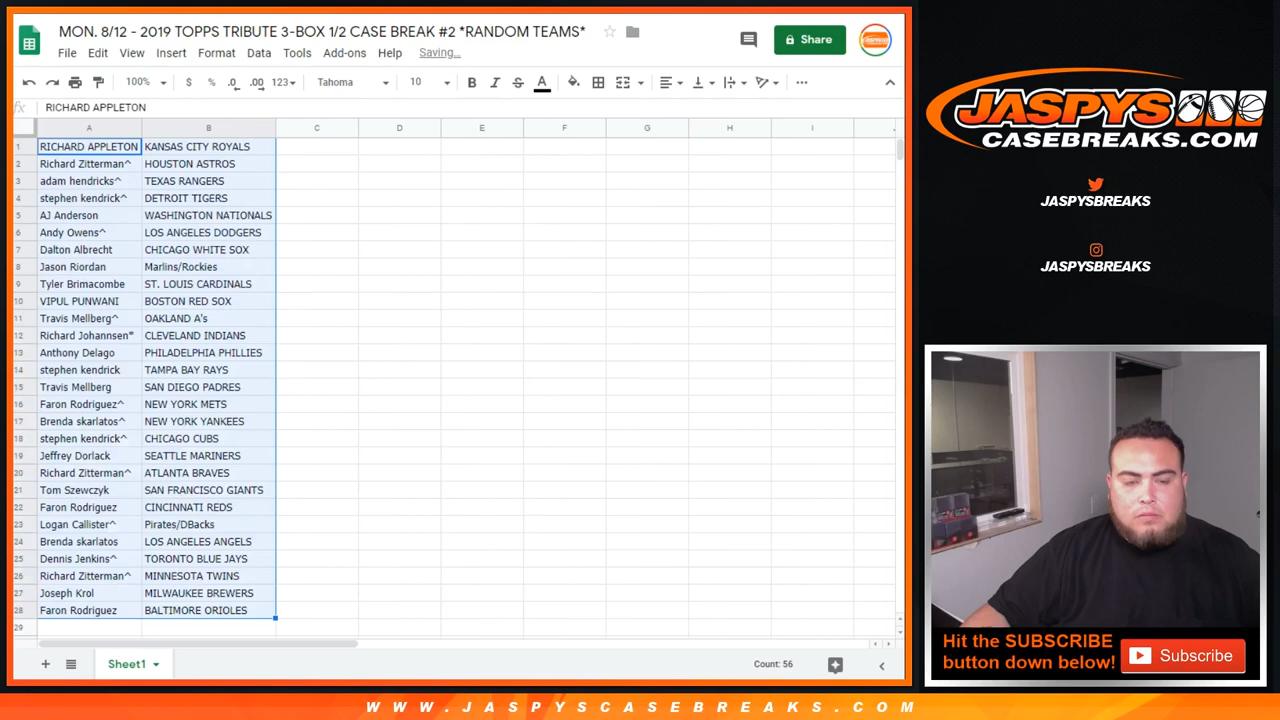 MON. 8/12 - 2019 TOPPS TRIBUTE 3-BOX 1/2 CASE BREAK #2 *RANDOM TEAMS*
File Edit View Insert Format Data Tools Add-ons Help Saving...
Share
100% $ % .0 .00 123 Tahoma 10 B I S A
fx RICHARD APPLETON
A B C D E F G H I
1 RICHARD APPLETON KANSAS CITY ROYALS
2 Richard Zitterman^ HOUSTON ASTROS
3 adam hendricks^ TEXAS RANGERS
4 stephen kendrick^ DETROIT TIGERS
5 AJ Anderson WASHINGTON NATIONALS
6 Andy Owens^ LOS ANGELES DODGERS
7 Dalton Albrecht CHICAGO WHITE SOX
8 Jason Riordan Marlins/Rockies
9 Tyler Brimacombe ST. LOUIS CARDINALS
10 VIPUL PUNWANI BOSTON RED SOX
11 Travis Mellberg^ OAKLAND A's
12 Richard Johannsen* CLEVELAND INDIANS
13 Anthony Delago PHILADELPHIA PHILLIES
14 stephen kendrick TAMPA BAY RAYS
15 Travis Mellberg SAN DIEGO PADRES
16 Faron Rodriguez^ NEW YORK METS
17 Brenda skarlatos^ NEW YORK YANKEES
18 stephen kendrick^ CHICAGO CUBS
19 Jeffrey Dorlack SEATTLE MARINERS
20 Richard Zitterman^ ATLANTA BRAVES
21 Tom Szewczyk SAN FRANCISCO GIANTS
22 Faron Rodriguez CINCINNATI REDS
23 Logan Callister^ Pirates/DBacks
24 Brenda skarlatos LOS ANGELES ANGELS
25 Dennis Jenkins^ TORONTO BLUE JAYS
26 Richard Zitterman^ MINNESOTA TWINS
27 Joseph Krol MILWAUKEE BREWERS
28 Faron Rodriguez BALTIMORE ORIOLES
29
Sheet1
Count: 56
JASPYS
CASEBREAKS.COM
JASPYSBREAKS
JASPYSBREAKS
Hit the SUBSCRIBE
button down below!
Subscribe
WWW.JASPYSCASEBREAKS.COM